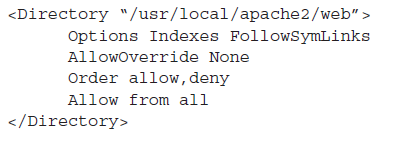 <Directory “/usr/local/apache2/web”>
Options Indexes FollowSymLinks
AllowOverride None
Order allow,deny
Allow from all
</Directory>